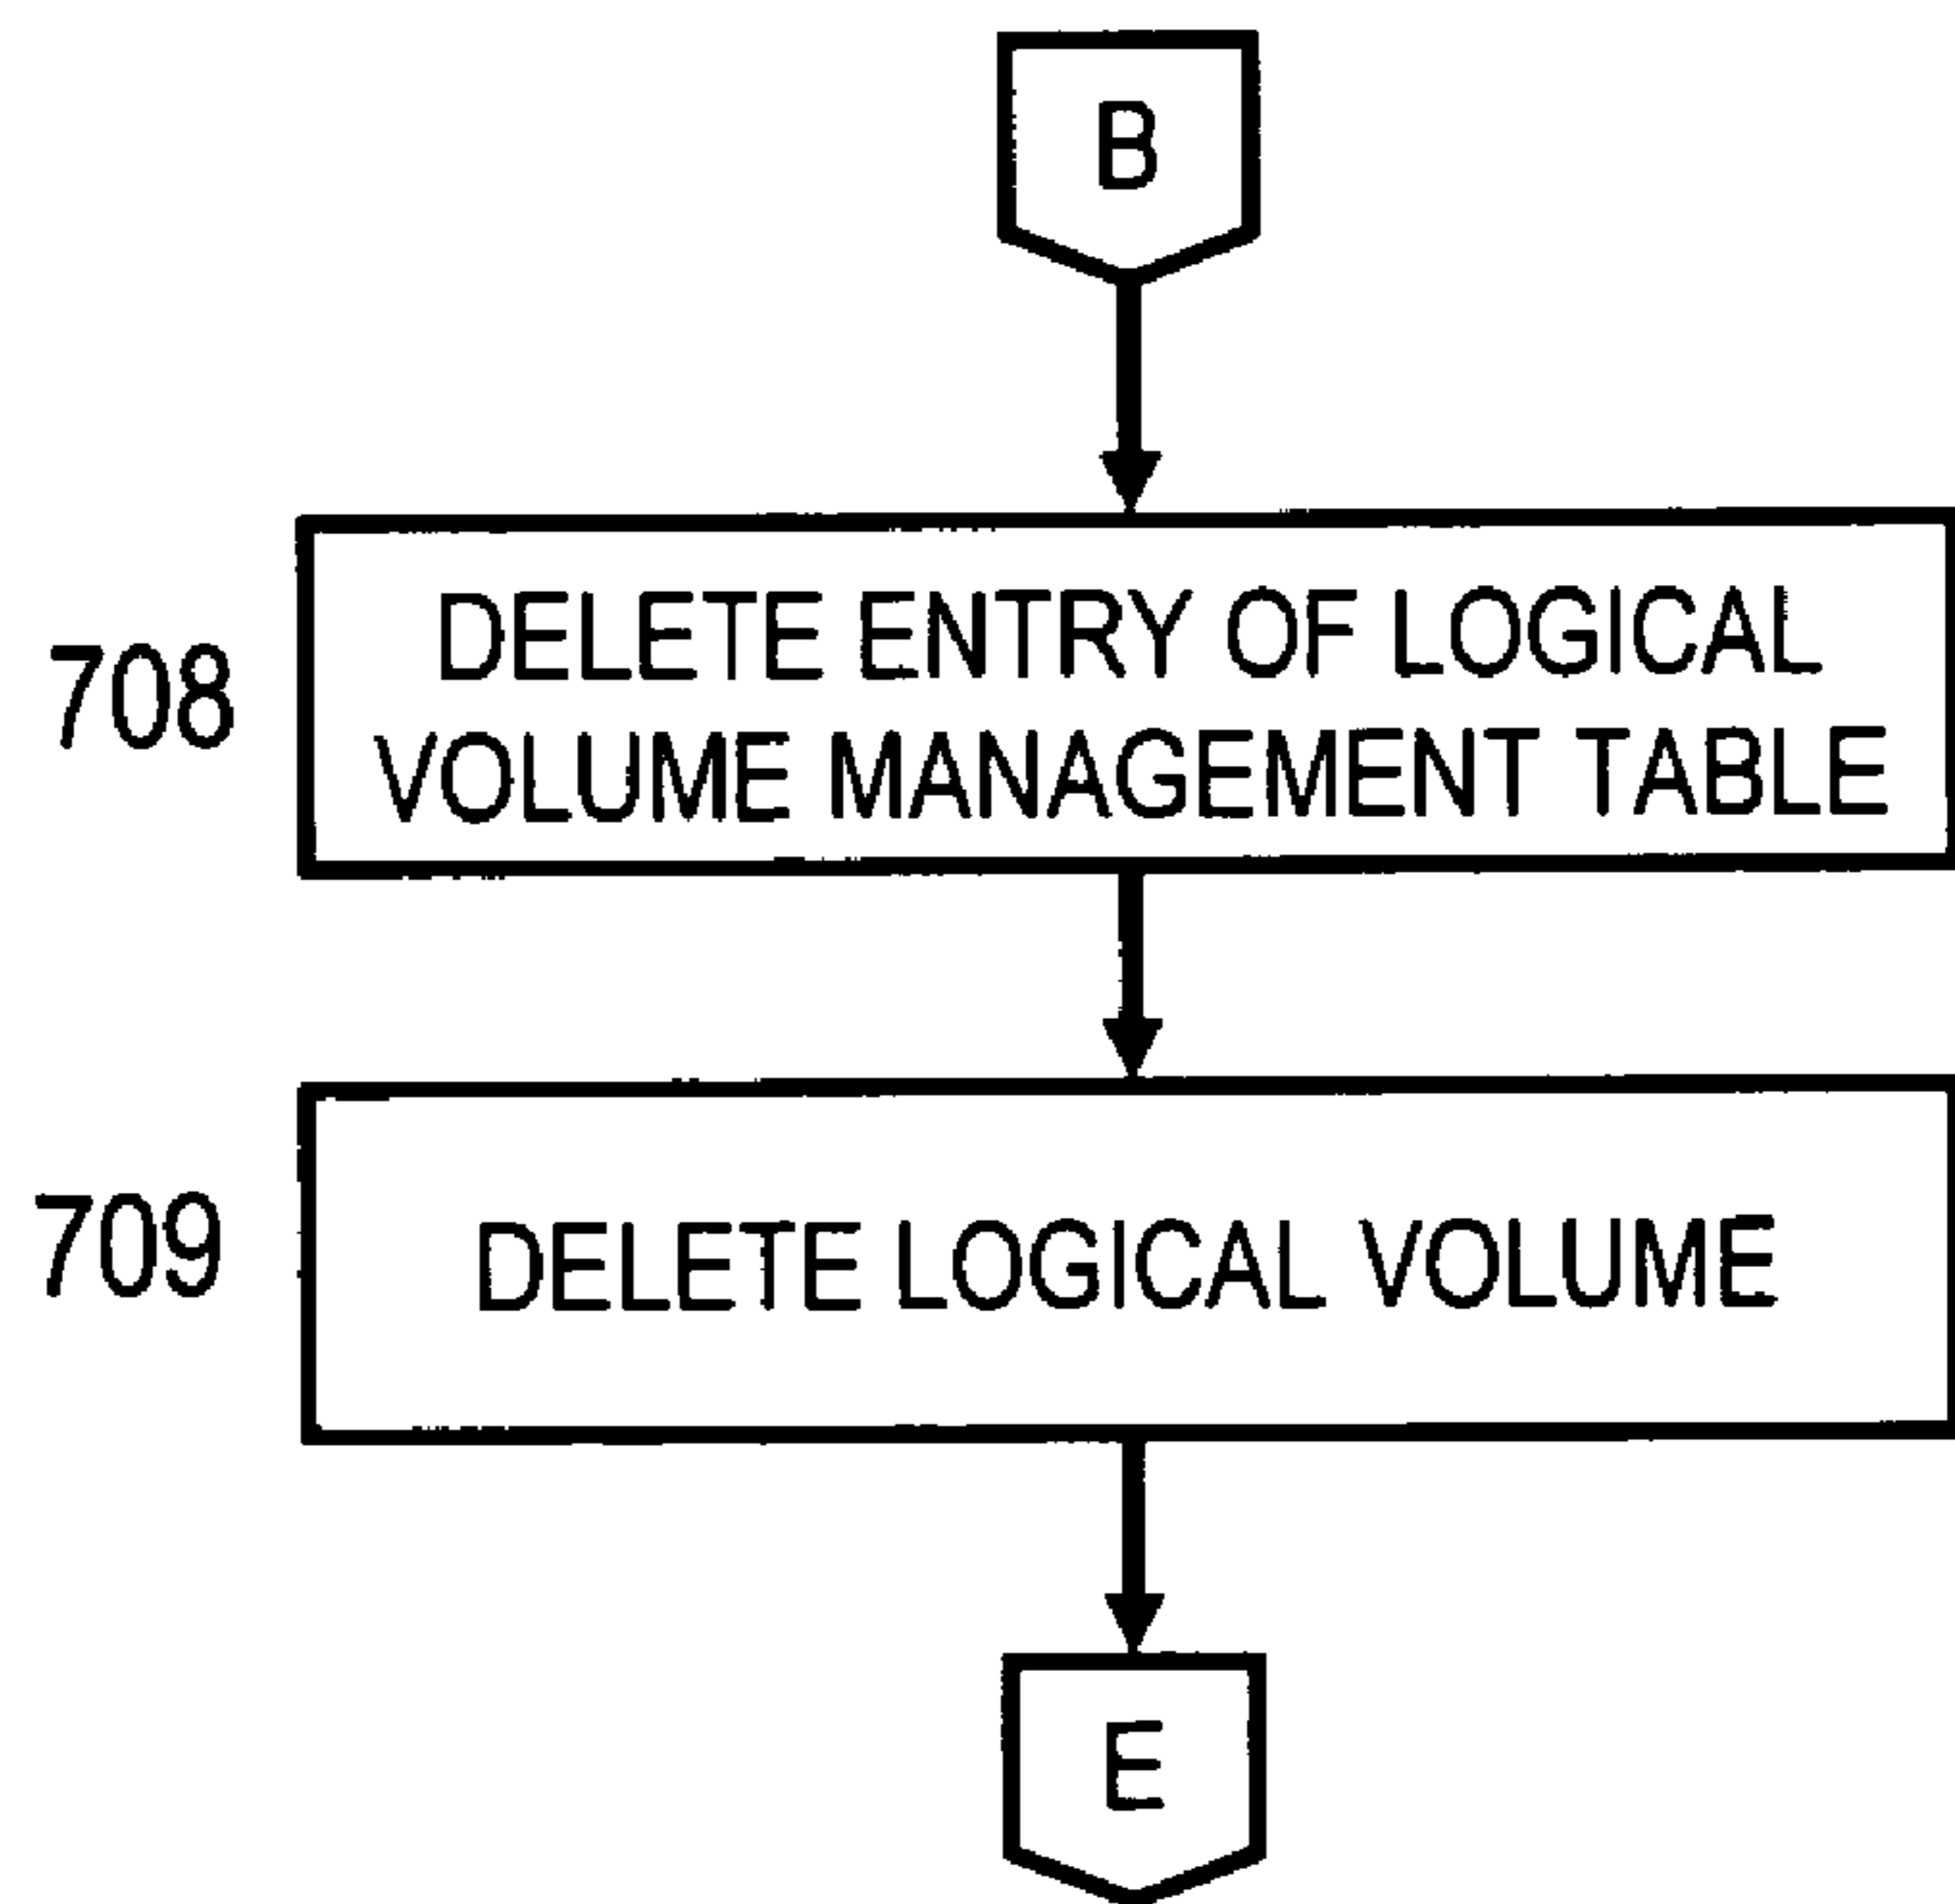 B
708
DELETE ENTRY OF LOGICAL
VOLUME MANAGEMENT TABLE
709
DELETE LOGICAL VOLUME
E